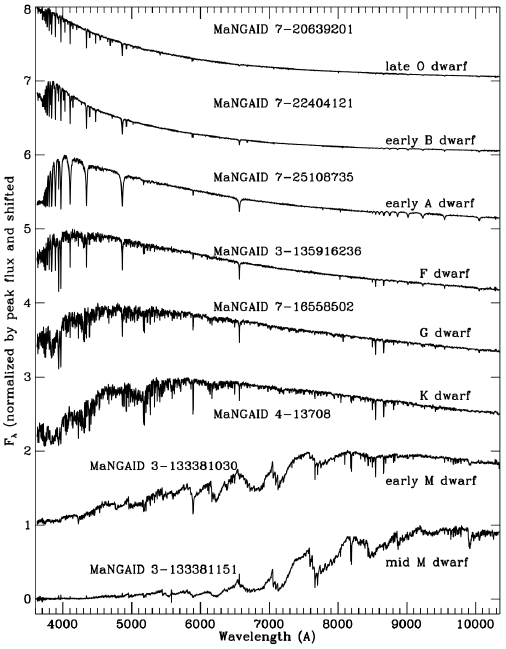 8
MaNGAID 7-20639201
late O dwarf
7
MaNGAID 7-22404121
early B dwarf
6
MaNGAID 7-25108735
early A dwarf
5
MaNGAID 3-135916236
F dwarf
4
MaNGAID 7-16558502
G dwarf
3
K dwarf
MaNGAID 4-13708
2
MaNGAID 3-133381030
early M dwarf
1
MaNGAID 3-133381151
mid M dwarf
0
F_λ (normalized by peak flux and shifted)
4000 5000 6000 7000 8000 9000 10000
Wavelength (A)